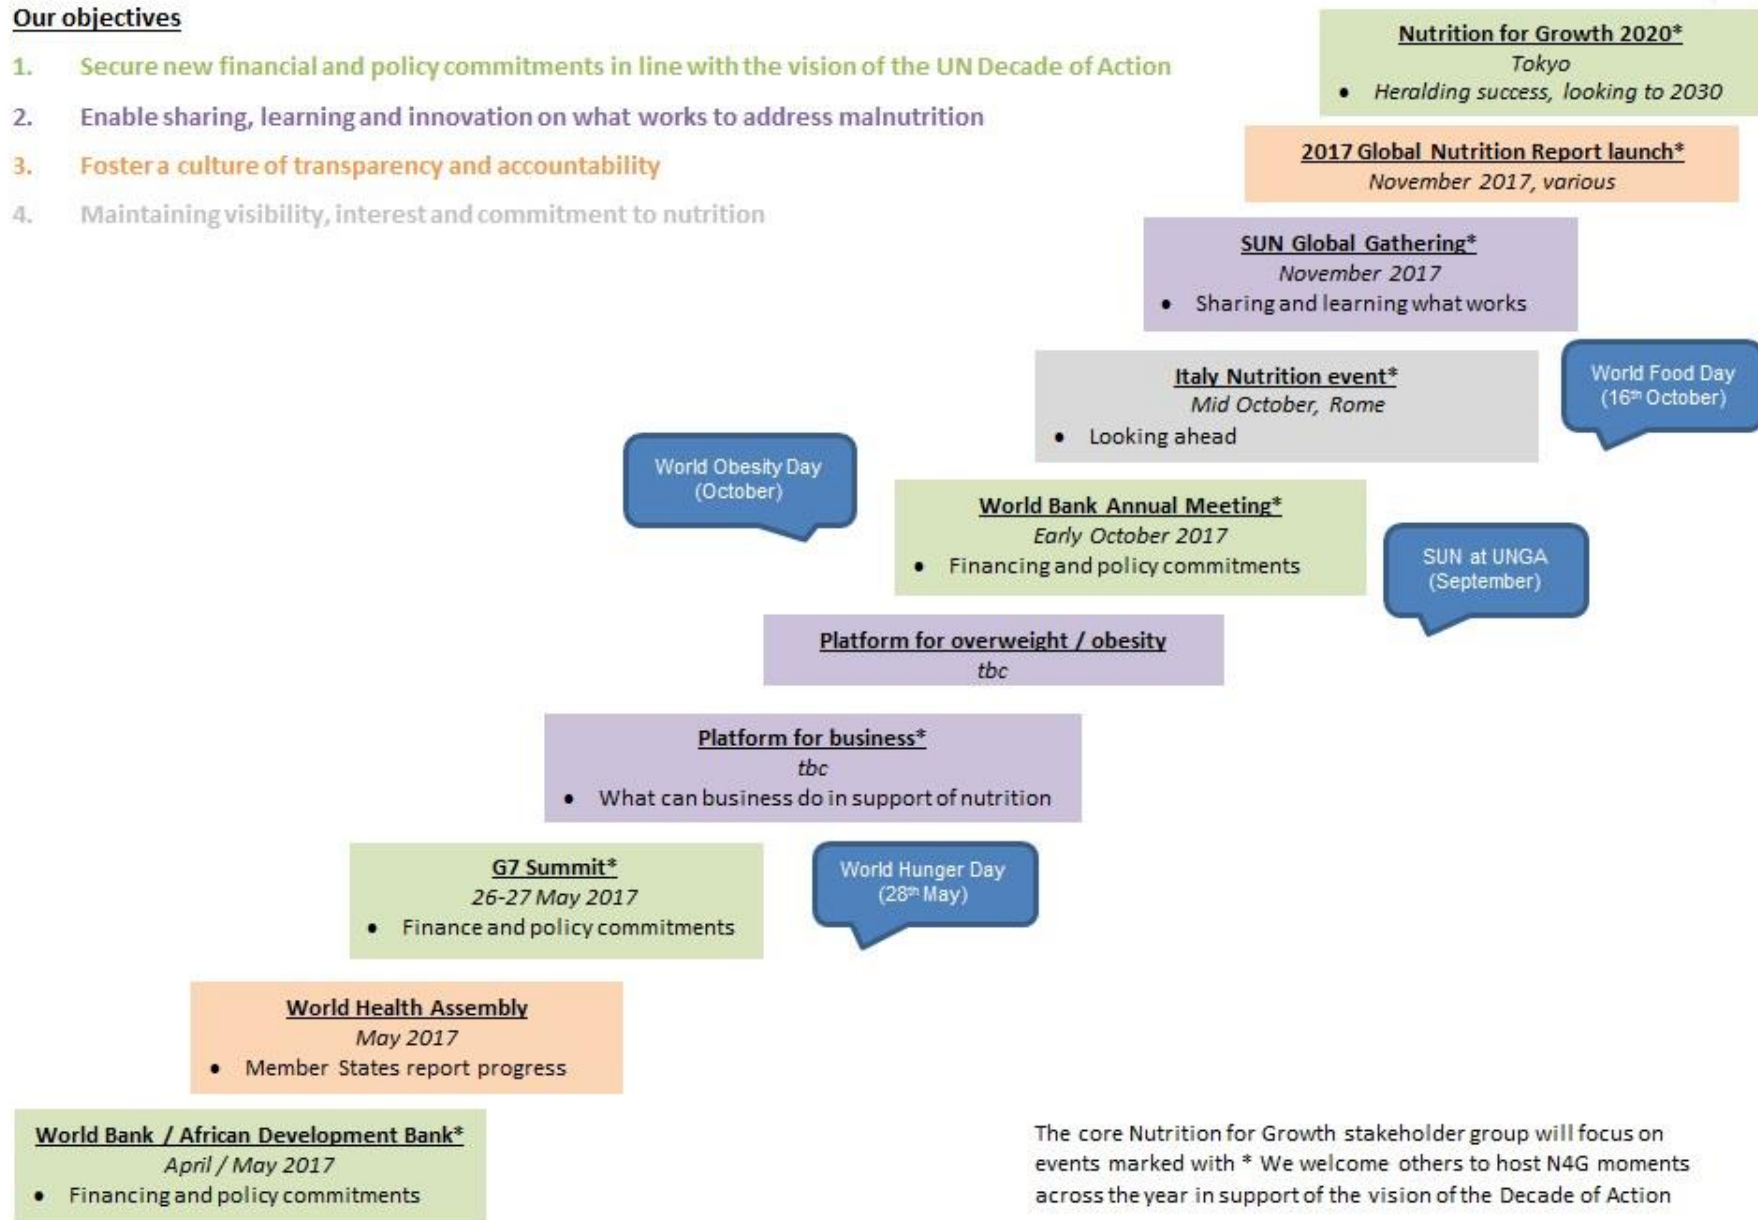 Our objectives
1. Secure new financial and policy commitments in line with the vision of the UN Decade of Action
2. Enable sharing, learning and innovation on what works to address malnutrition
3. Foster a culture of transparency and accountability
4. Maintaining visibility, interest and commitment to nutrition
Nutrition for Growth 2020*
Tokyo
• Heralding success, looking to 2030
2017 Global Nutrition Report launch*
November 2017, various
SUN Global Gathering*
November 2017
• Sharing and learning what works
Italy Nutrition event*
Mid October, Rome
• Looking ahead
World Food Day
(16th October)
World Obesity Day
(October)
World Bank Annual Meeting*
Early October 2017
• Financing and policy commitments
SUN at UNGA
(September)
Platform for overweight / obesity
tbc
Platform for business*
tbc
• What can business do in support of nutrition
G7 Summit*
26-27 May 2017
• Finance and policy commitments
World Hunger Day
(28th May)
World Health Assembly
May 2017
• Member States report progress
World Bank / African Development Bank*
April / May 2017
• Financing and policy commitments
The core Nutrition for Growth stakeholder group will focus on
events marked with * We welcome others to host N4G moments
across the year in support of the vision of the Decade of Action